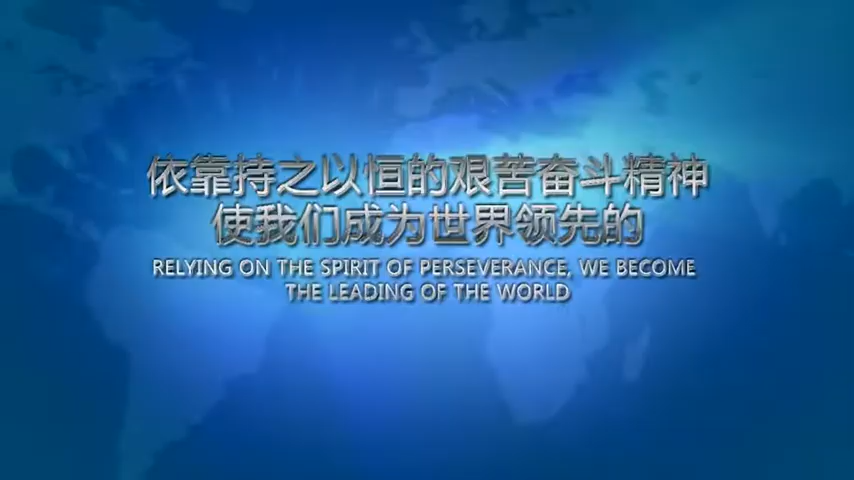 依靠持之以恒的艰苦奋斗精神
使我们成为世界领先的
RELYING ON THE SPIRIT OF PERSEVERANCE, WE BECOME
THE LEADING OF THE WORLD